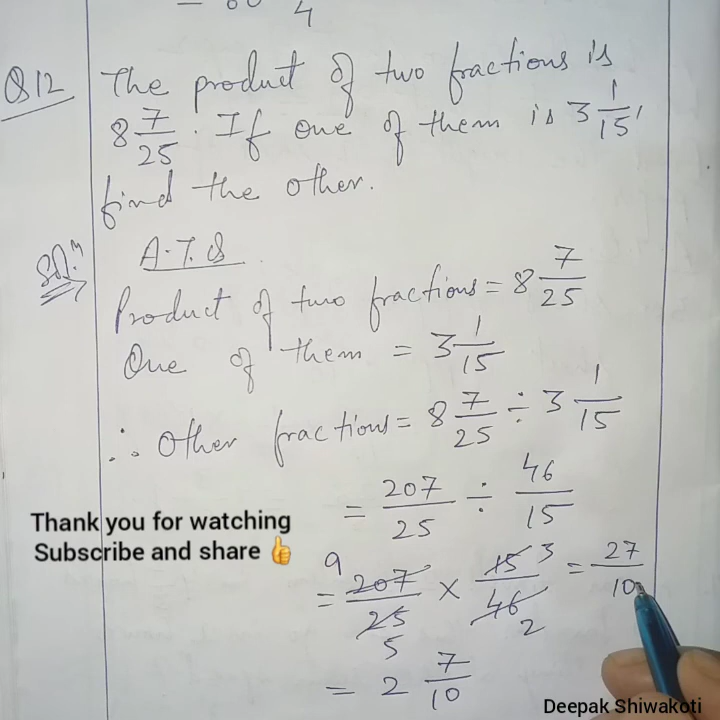 = 80 4
Q12 The product of two fractions is
8 7/25 . If one of them is 3 1/15,
find the other.
Solⁿ A.T.Q
Product of two fractions = 8 7/25
One of them = 3 1/15
∴ Other fractions = 8 7/25 ÷ 3 1/15
= 207/25 ÷ 46/15
Thank you for watching
Subscribe and share 👍
9 3
= 207/25 × 15/46 = 27/10
5 2
= 2 7/10
Deepak Shiwakoti